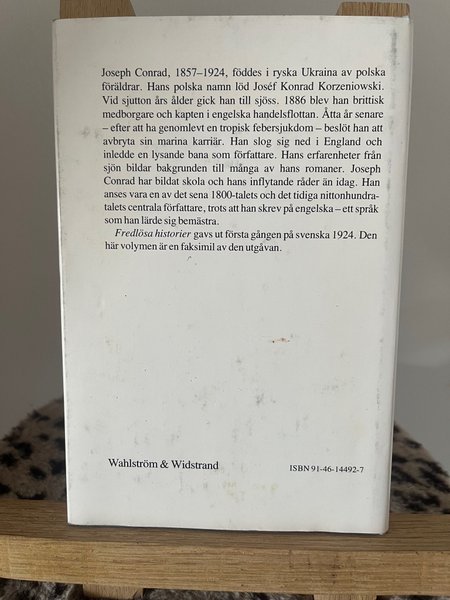 Joseph Conrad, 1857–1924, föddes i ryska Ukraina av polska
föräldrar. Hans polska namn löd Joséf Konrad Korzeniowski.
Vid sjutton års ålder gick han till sjöss. 1886 blev han brittisk
medborgare och kapten i engelska handelsflottan. Åtta år senare
– efter att ha genomlevt en tropisk febersjukdom – beslöt han att
avbryta sin marina karriär. Han slog sig ned i England och
inledde en lysande bana som författare. Hans erfarenheter från
sjön bildar bakgrunden till många av hans romaner. Joseph
Conrad har bildat skola och hans inflytande råder än idag. Han
anses vara en av det sena 1800-talets och det tidiga nittonhundra-
talets centrala författare, trots att han skrev på engelska – ett språk
som han lärde sig bemästra.
Fredlösa historier gavs ut första gången på svenska 1924. Den
här volymen är en faksimil av den utgåvan.
Wahlström & Widstrand
ISBN 91-46-14492-7